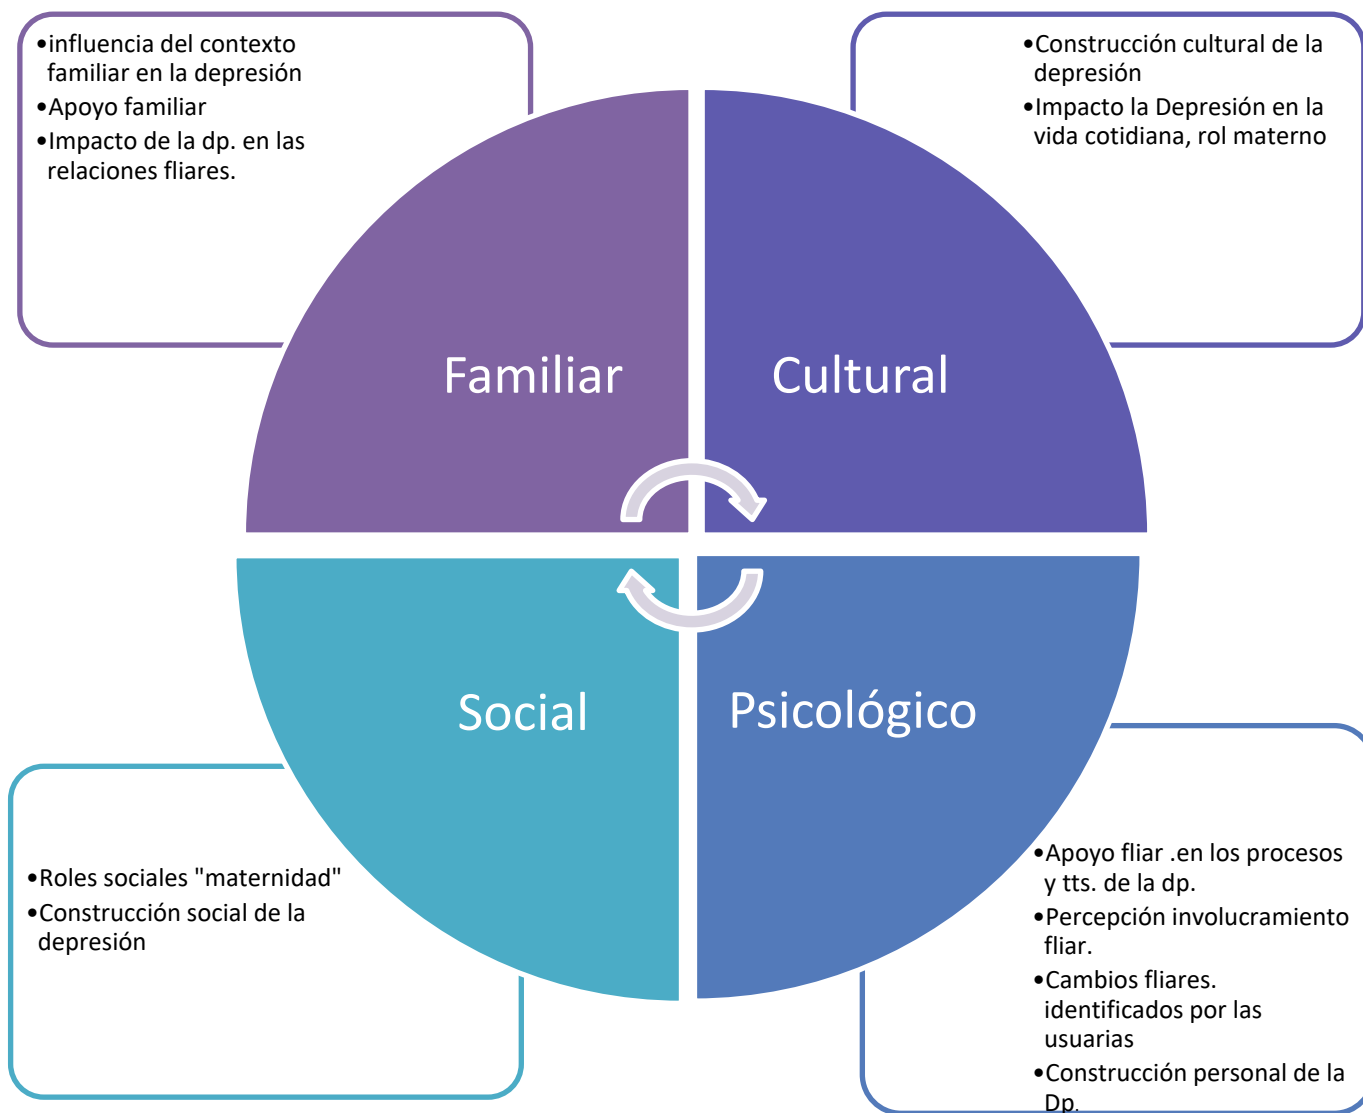 •influencia del contexto
familiar en la depresión
•Apoyo familiar
•Impacto de la dp. en las
relaciones fliares.
•Construcción cultural de la
depresión
•Impacto la Depresión en la
vida cotidiana, rol materno
Familiar
Cultural
Social
Psicológico
•Roles sociales "maternidad"
•Construcción social de la
depresión
•Apoyo fliar .en los procesos
y tts. de la dp.
•Percepción involucramiento
fliar.
•Cambios fliares.
identificados por las
usuarias
•Construcción personal de la
Dp.